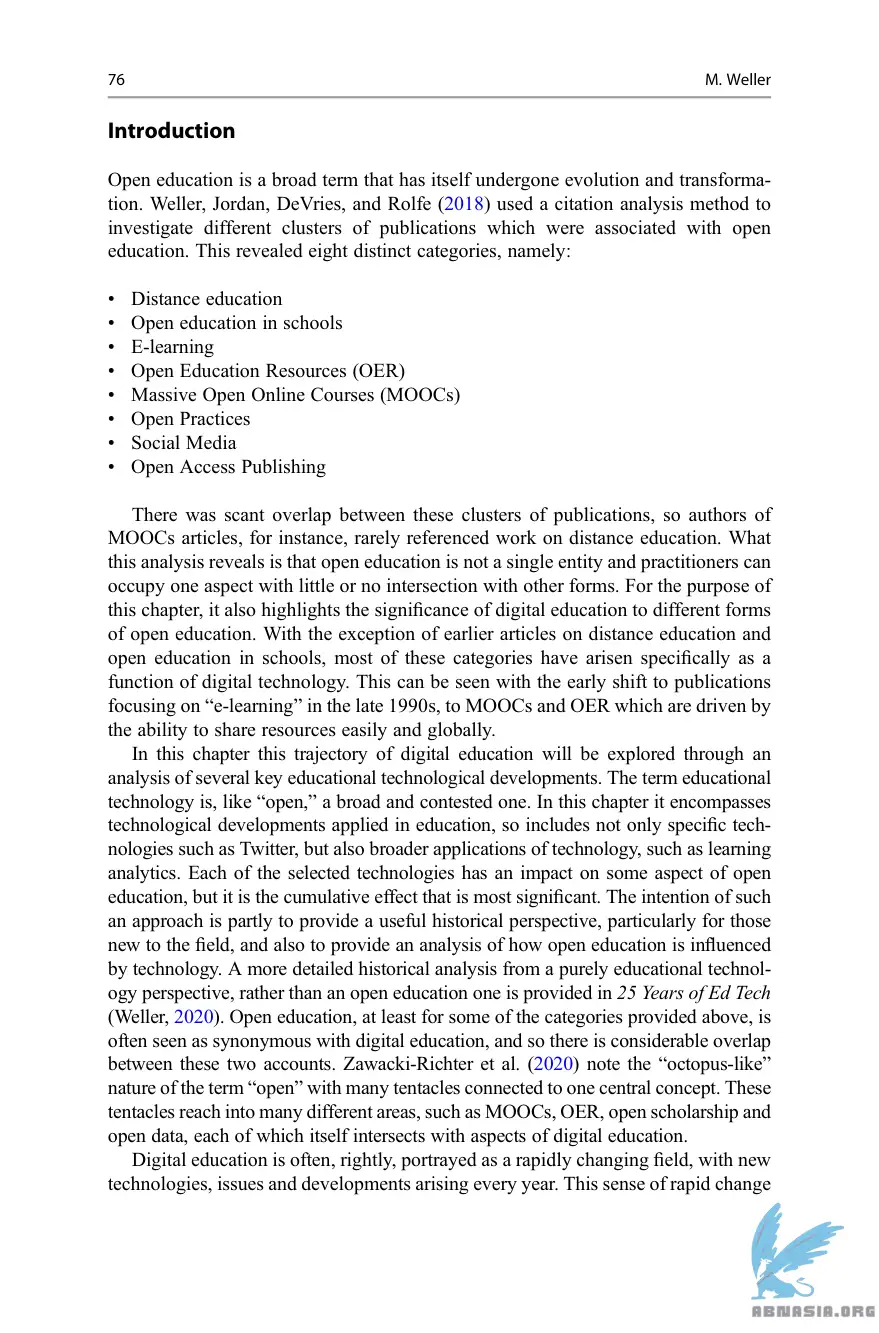 76
M. Weller
Introduction
Open education is a broad term that has itself undergone evolution and transforma-
tion. Weller, Jordan, DeVries, and Rolfe (2018) used a citation analysis method to
investigate different clusters of publications which were associated with open
education. This revealed eight distinct categories, namely:
• Distance education
• Open education in schools
• E-learning
• Open Education Resources (OER)
• Massive Open Online Courses (MOOCs)
• Open Practices
• Social Media
• Open Access Publishing
There was scant overlap between these clusters of publications, so authors of
MOOCs articles, for instance, rarely referenced work on distance education. What
this analysis reveals is that open education is not a single entity and practitioners can
occupy one aspect with little or no intersection with other forms. For the purpose of
this chapter, it also highlights the significance of digital education to different forms
of open education. With the exception of earlier articles on distance education and
open education in schools, most of these categories have arisen specifically as a
function of digital technology. This can be seen with the early shift to publications
focusing on “e-learning” in the late 1990s, to MOOCs and OER which are driven by
the ability to share resources easily and globally.
In this chapter this trajectory of digital education will be explored through an
analysis of several key educational technological developments. The term educational
technology is, like “open,” a broad and contested one. In this chapter it encompasses
technological developments applied in education, so includes not only specific tech-
nologies such as Twitter, but also broader applications of technology, such as learning
analytics. Each of the selected technologies has an impact on some aspect of open
education, but it is the cumulative effect that is most significant. The intention of such
an approach is partly to provide a useful historical perspective, particularly for those
new to the field, and also to provide an analysis of how open education is influenced
by technology. A more detailed historical analysis from a purely educational technol-
ogy perspective, rather than an open education one is provided in 25 Years of Ed Tech
(Weller, 2020). Open education, at least for some of the categories provided above, is
often seen as synonymous with digital education, and so there is considerable overlap
between these two accounts. Zawacki-Richter et al. (2020) note the “octopus-like”
nature of the term “open” with many tentacles connected to one central concept. These
tentacles reach into many different areas, such as MOOCs, OER, open scholarship and
open data, each of which itself intersects with aspects of digital education.
Digital education is often, rightly, portrayed as a rapidly changing field, with new
technologies, issues and developments arising every year. This sense of rapid change
ABNASIA.ORG